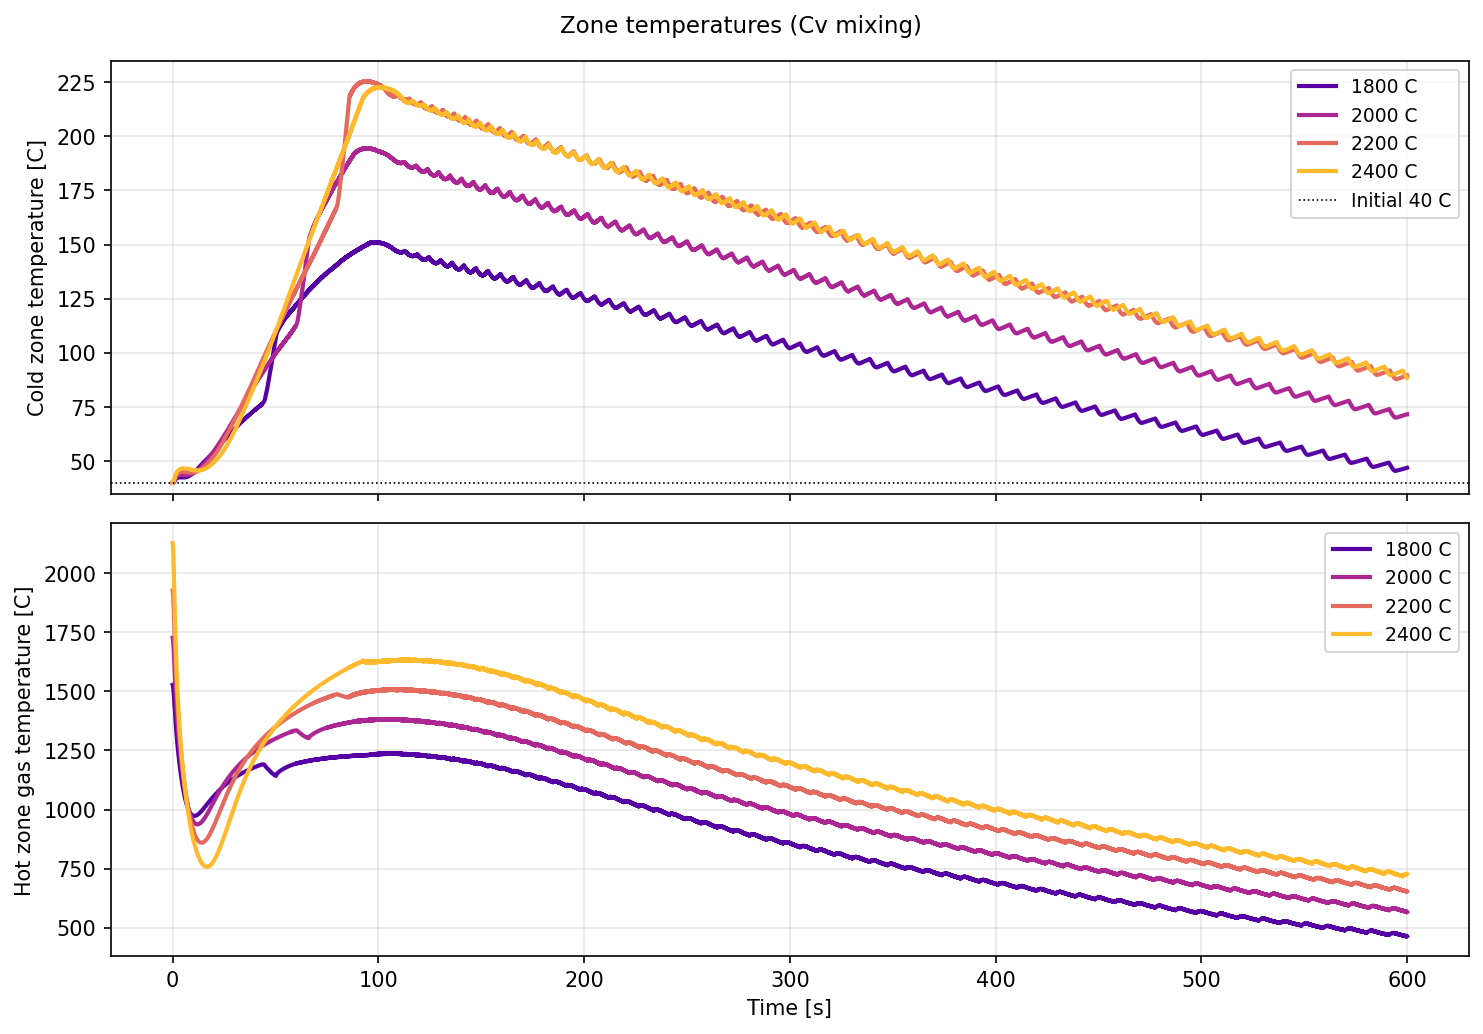 Zone temperatures (Cv mixing)
Cold zone temperature [C]
225
200
175
150
125
100
75
50
1800 C
2000 C
2200 C
2400 C
Initial 40 C
Hot zone gas temperature [C]
2000
1750
1500
1250
1000
750
500
1800 C
2000 C
2200 C
2400 C
0 100 200 300 400 500 600
Time [s]